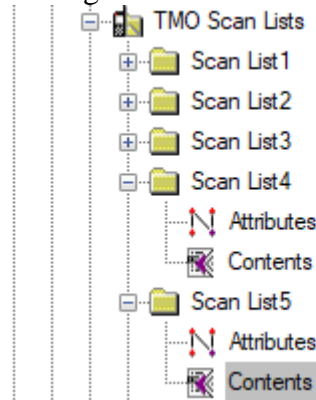 TMO Scan Lists
Scan List1
Scan List2
Scan List3
Scan List4
Attributes
Contents
Scan List5
Attributes
Contents